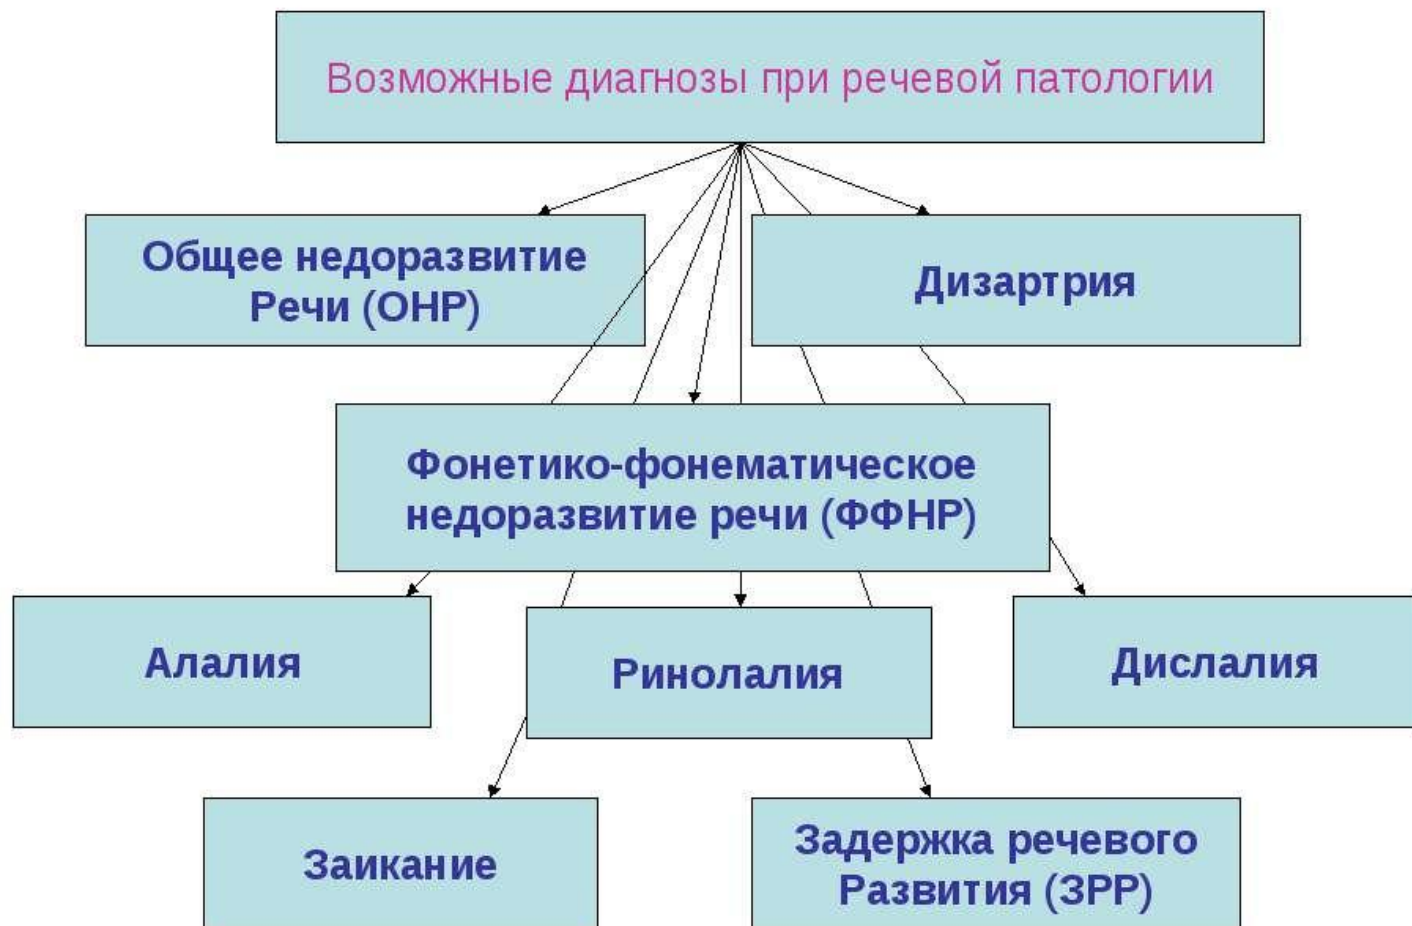 Возможные диагнозы при речевой патологии
Общее недоразвитие
Речи (ОНР)
Дизартрия
Фонетико-фонематическое
недоразвитие речи (ФФНР)
Алалия
Ринолалия
Дислалия
Заикание
Задержка речевого
Развития (ЗРР)